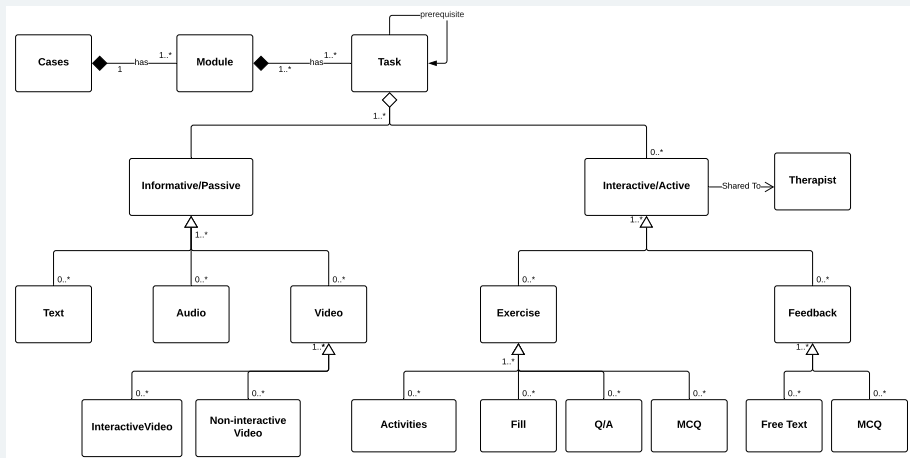 prerequisite
Cases
1
has
1..*
Module
1..*
has
1..*
Task
1..*
0..*
Informative/Passive
Interactive/Active
Shared To
Therapist
1..*
1..*
0..*
0..*
0..*
0..*
0..*
Text
Audio
Video
Exercise
Feedback
1..*
1..*
1..*
0..*
0..*
0..*
0..*
0..*
0..*
0..*
0..*
InteractiveVideo
Non-interactive
Video
Activities
Fill
Q/A
MCQ
Free Text
MCQ